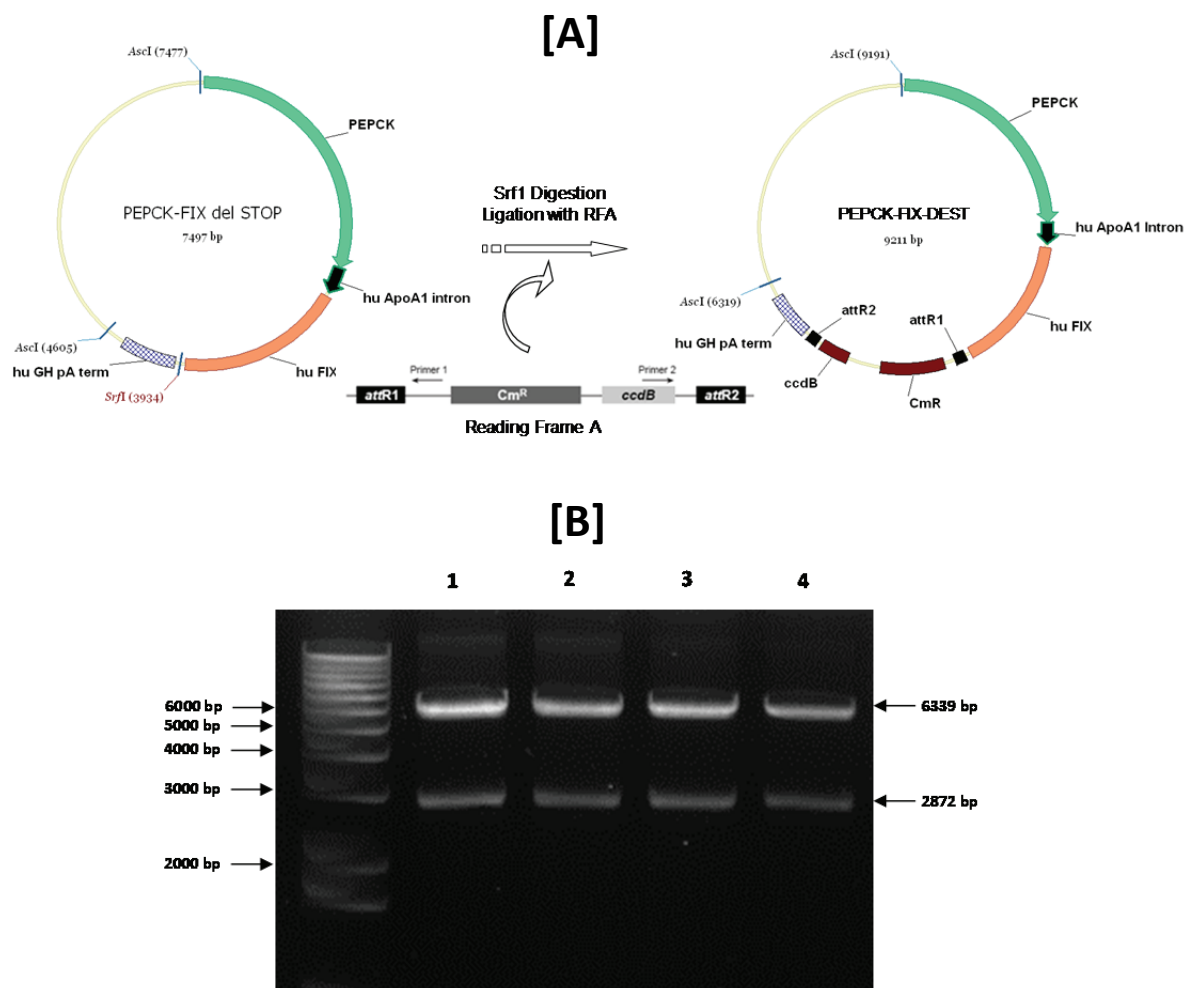 [A]
AscI (7477)
PEPCK
PEPCK-FIX del STOP
7497 bp
hu ApoA1 intron
AscI (4605)
hu GH pA term
SrfI (3934)
hu FIX
Srf1 Digestion
Ligation with RFA
Primer 1
Primer 2
attR1
CmR
ccdB
attR2
Reading Frame A
AscI (9191)
PEPCK
PEPCK-FIX-DEST
9211 bp
hu ApoA1 Intron
AscI (6319)
attR2
attR1
hu GH pA term
hu FIX
ccdB
CmR
[B]
1 2 3 4
6000 bp
5000 bp
4000 bp
3000 bp
2000 bp
6339 bp
2872 bp